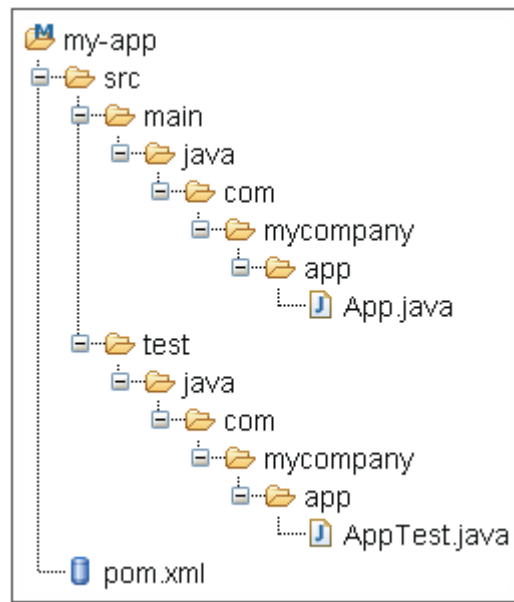 my-app
src
main
java
com
mycompany
app
App.java
test
java
com
mycompany
app
AppTest.java
pom.xml